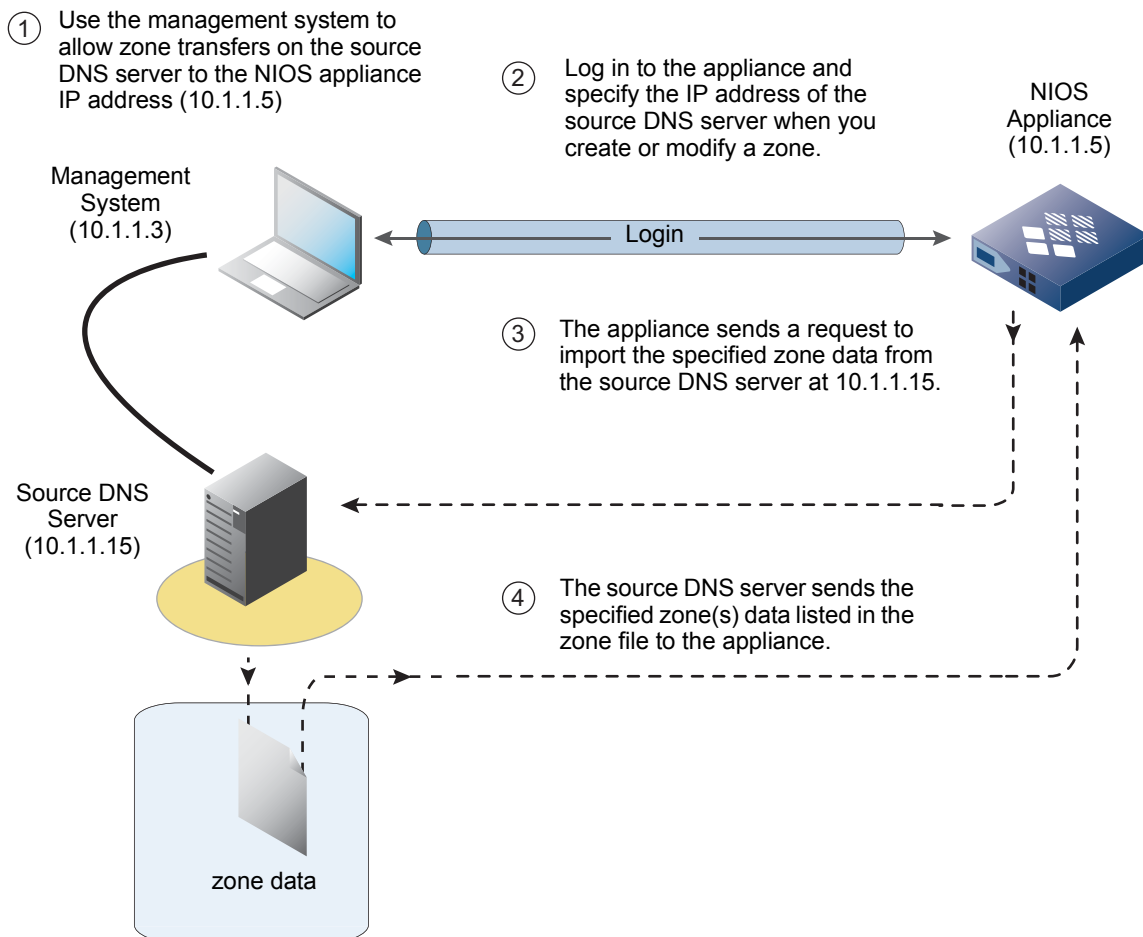 1
Use the management system to
allow zone transfers on the source
DNS server to the NIOS appliance
IP address (10.1.1.5)
2
Log in to the appliance and
specify the IP address of the
source DNS server when you
create or modify a zone.
NIOS
Appliance
(10.1.1.5)
Management
System
(10.1.1.3)
Login
3
The appliance sends a request to
import the specified zone data from
the source DNS server at 10.1.1.15.
Source DNS
Server
(10.1.1.15)
4
The source DNS server sends the
specified zone(s) data listed in the
zone file to the appliance.
zone data